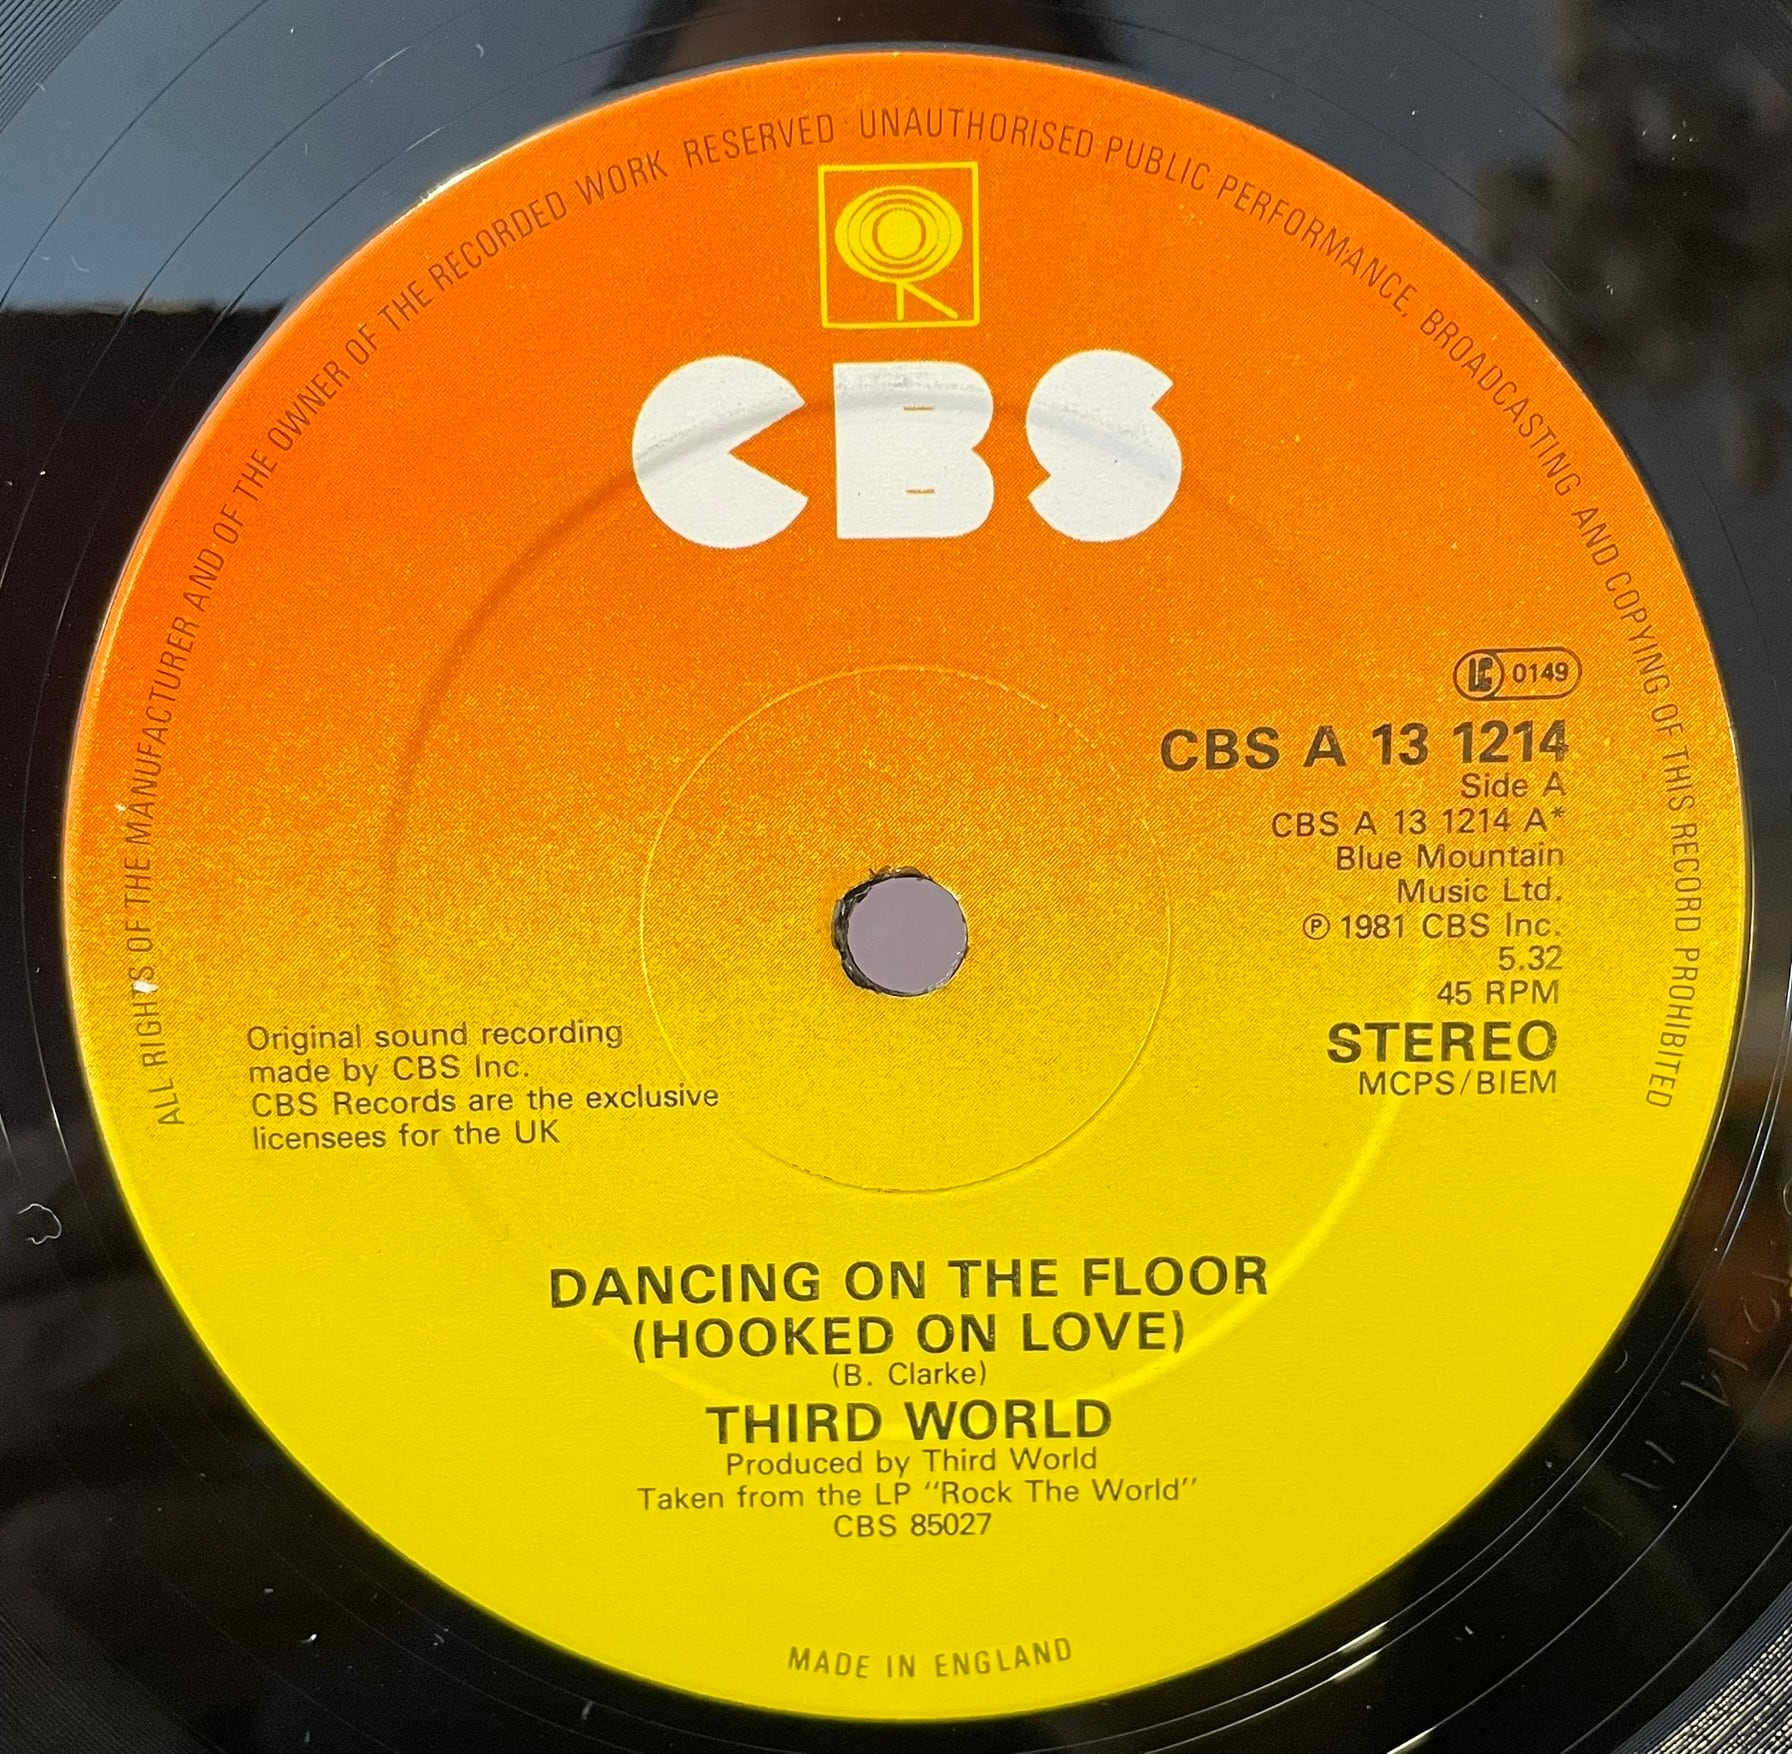 ALL RIGHTS OF THE MANUFACTURER AND OF THE OWNER OF THE RECORDED WORK RESERVED · UNAUTHORISED PUBLIC PERFORMANCE, BROADCASTING AND COPYING OF THIS RECORD PROHIBITED
CBS
LC 0149
CBS A 13 1214
Side A
CBS A 13 1214 A*
Blue Mountain
Music Ltd.
℗ 1981 CBS Inc.
5.32
45 RPM
STEREO
MCPS/BIEM
Original sound recording
made by CBS Inc.
CBS Records are the exclusive
licensees for the UK
DANCING ON THE FLOOR
(HOOKED ON LOVE)
(B. Clarke)
THIRD WORLD
Produced by Third World
Taken from the LP "Rock The World"
CBS 85027
MADE IN ENGLAND